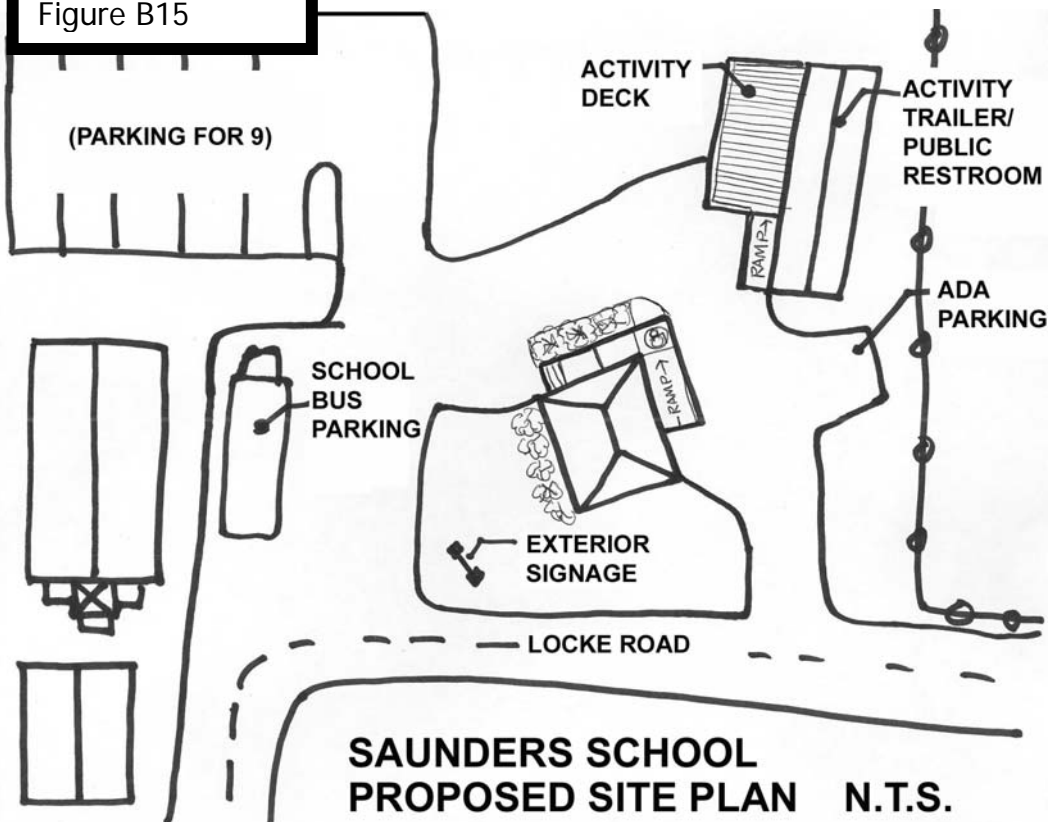 Figure B15
(PARKING FOR 9)
ACTIVITY
DECK
ACTIVITY
TRAILER/
PUBLIC
RESTROOM
RAMP→
ADA
PARKING
SCHOOL
BUS
PARKING
RAMP→
EXTERIOR
SIGNAGE
LOCKE ROAD
SAUNDERS SCHOOL
PROPOSED SITE PLAN N.T.S.